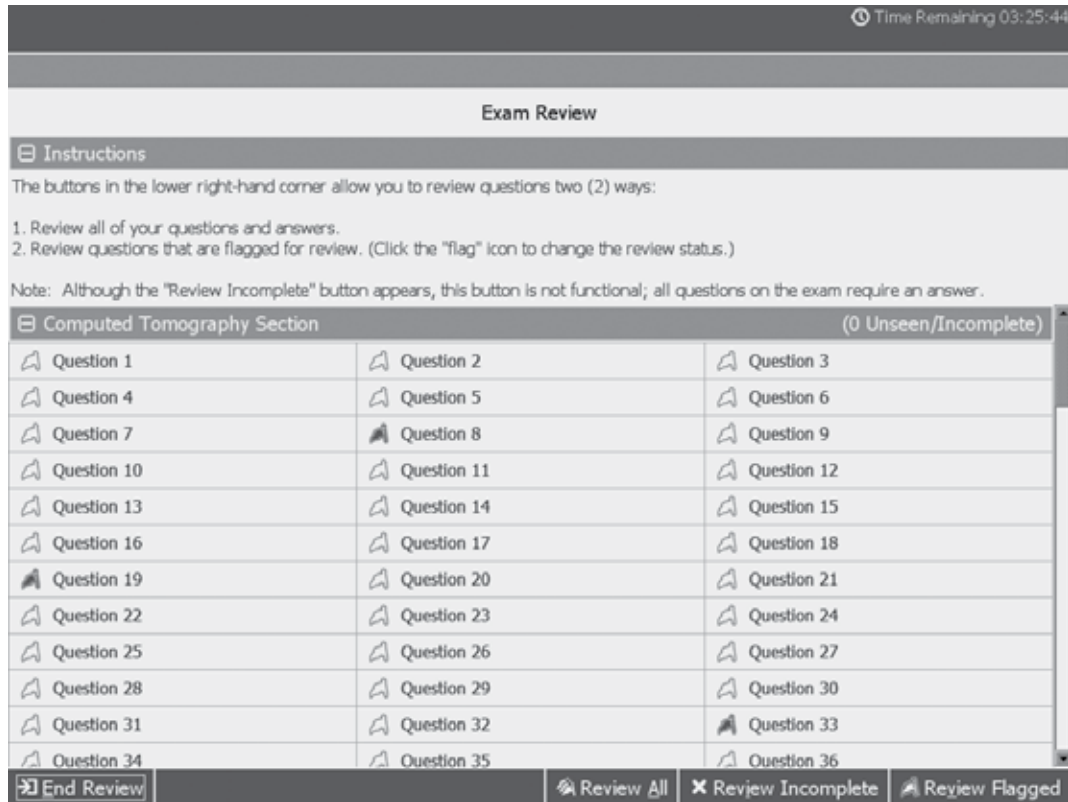 Time Remaining 03:25:44
Exam Review
Instructions
The buttons in the lower right-hand corner allow you to review questions two (2) ways:
1. Review all of your questions and answers.
2. Review questions that are flagged for review. (Click the "flag" icon to change the review status.)
Note: Although the "Review Incomplete" button appears, this button is not functional; all questions on the exam require an answer.
Computed Tomography Section (0 Unseen/Incomplete)
Question 1 Question 2 Question 3
Question 4 Question 5 Question 6
Question 7 Question 8 Question 9
Question 10 Question 11 Question 12
Question 13 Question 14 Question 15
Question 16 Question 17 Question 18
Question 19 Question 20 Question 21
Question 22 Question 23 Question 24
Question 25 Question 26 Question 27
Question 28 Question 29 Question 30
Question 31 Question 32 Question 33
Question 34 Question 35 Question 36
End Review Review All Review Incomplete Review Flagged